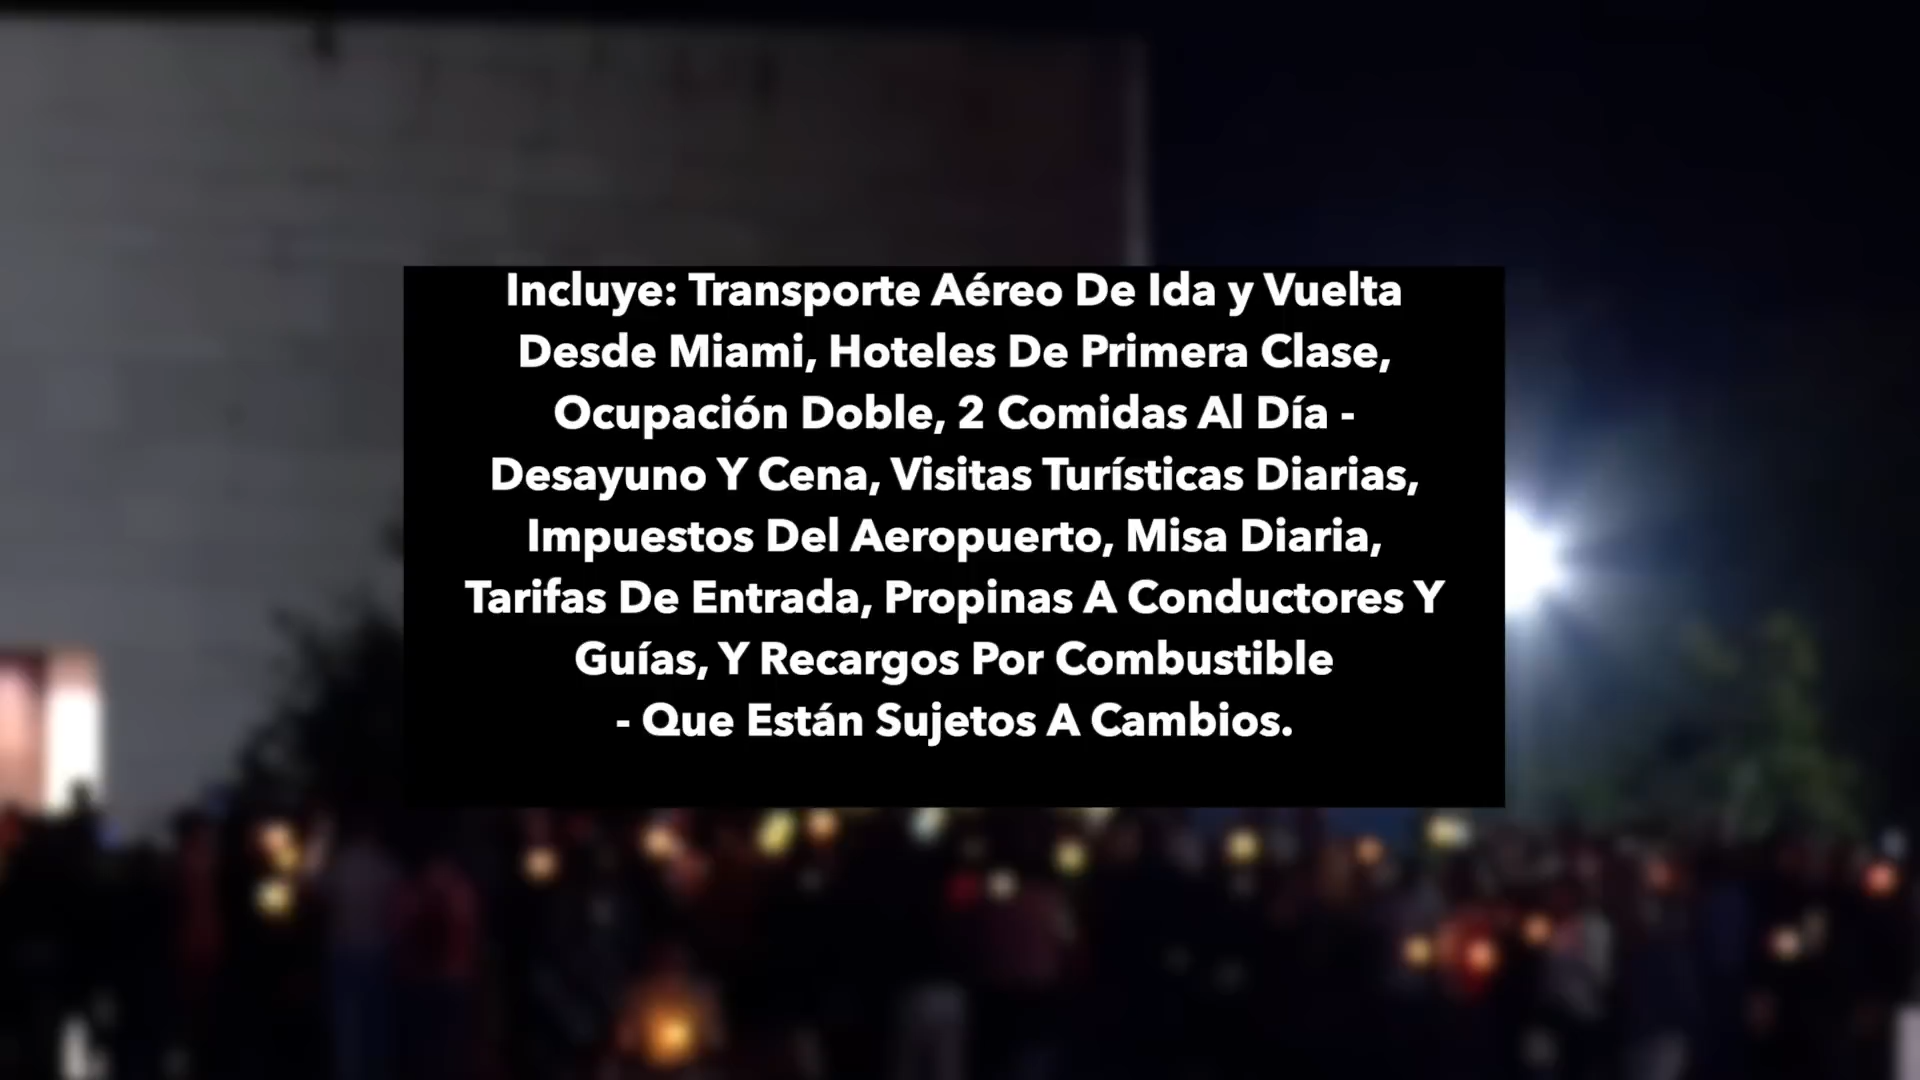 Incluye: Transporte Aéreo De Ida y Vuelta
Desde Miami, Hoteles De Primera Clase,
Ocupación Doble, 2 Comidas Al Día -
Desayuno Y Cena, Visitas Turísticas Diarias,
Impuestos Del Aeropuerto, Misa Diaria,
Tarifas De Entrada, Propinas A Conductores Y
Guías, Y Recargos Por Combustible
- Que Están Sujetos A Cambios.